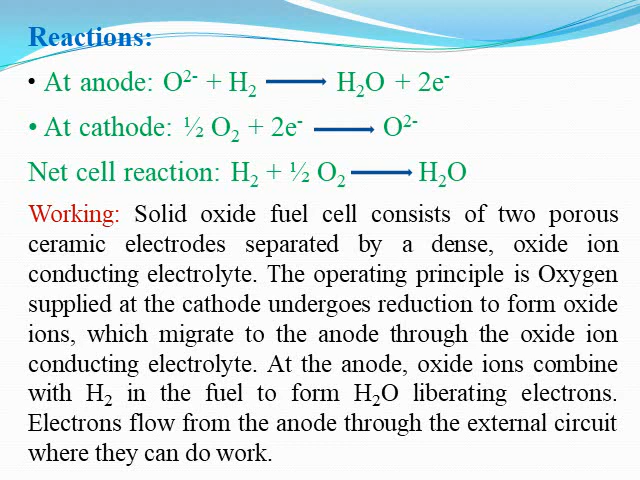 Reactions:
• At anode: O²⁻ + H₂ ⟶ H₂O + 2e⁻
• At cathode: ½ O₂ + 2e⁻ ⟶ O²⁻
Net cell reaction: H₂ + ½ O₂ ⟶ H₂O
Working: Solid oxide fuel cell consists of two porous
ceramic electrodes separated by a dense, oxide ion
conducting electrolyte. The operating principle is Oxygen
supplied at the cathode undergoes reduction to form oxide
ions, which migrate to the anode through the oxide ion
conducting electrolyte. At the anode, oxide ions combine
with H₂ in the fuel to form H₂O liberating electrons.
Electrons flow from the anode through the external circuit
where they can do work.